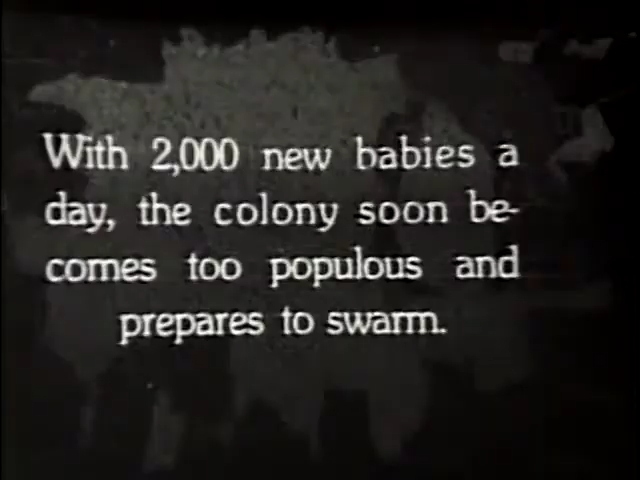 With 2,000 new babies a
day, the colony soon be-
comes too populous and
prepares to swarm.